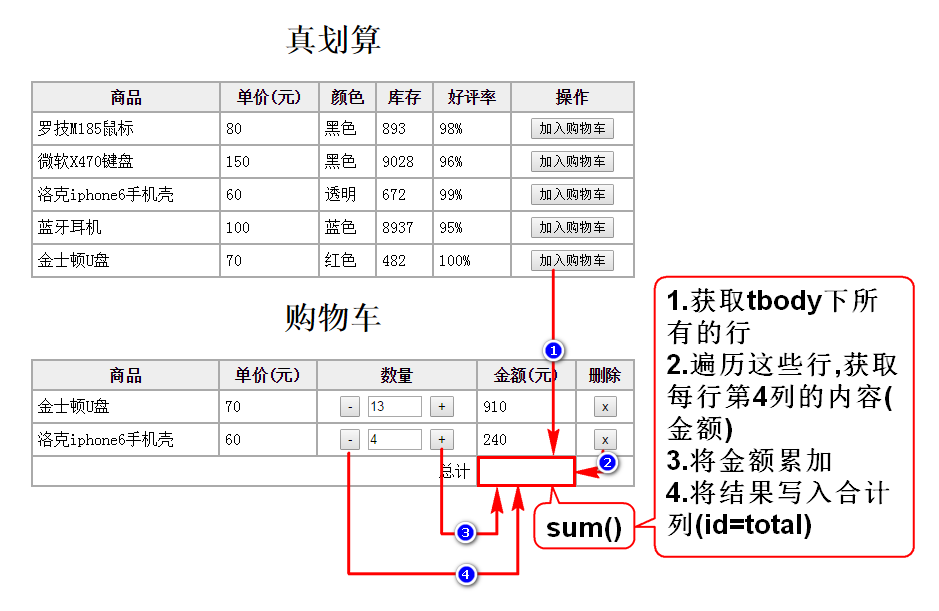 真划算
商品 单价(元) 颜色 库存 好评率 操作
罗技M185鼠标 80 黑色 893 98% 加入购物车
微软X470键盘 150 黑色 9028 96% 加入购物车
洛克iphone6手机壳 60 透明 672 99% 加入购物车
蓝牙耳机 100 蓝色 8937 95% 加入购物车
金士顿U盘 70 红色 482 100% 加入购物车
购物车
商品 单价(元) 数量 金额(元) 删除
金士顿U盘 70 - 13 + 910 x
洛克iphone6手机壳 60 - 4 + 240 x
总计
1
2
3
4
sum()
1.获取tbody下所
有的行
2.遍历这些行,获取
每行第4列的内容(
金额)
3.将金额累加
4.将结果写入合计
列(id=total)